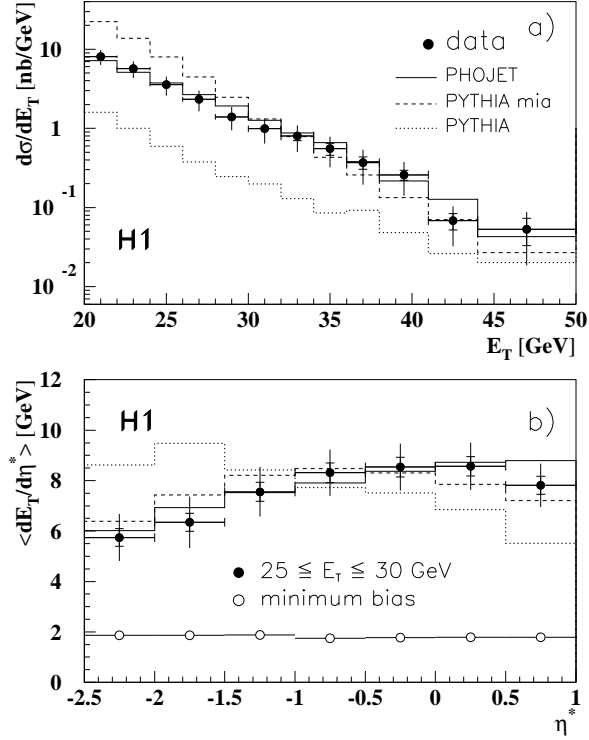 dσ/dE_T [nb/GeV]
a)
data
PHOJET
PYTHIA mia
PYTHIA
H1
10
1
10⁻¹
10⁻²
20 25 30 35 40 45 50
E_T [GeV]
<dE_T/dη*> [GeV]
H1
b)
25 ≤ E_T ≤ 30 GeV
minimum bias
12
10
8
6
4
2
0
-2.5 -2 -1.5 -1 -0.5 0 0.5 1
η*